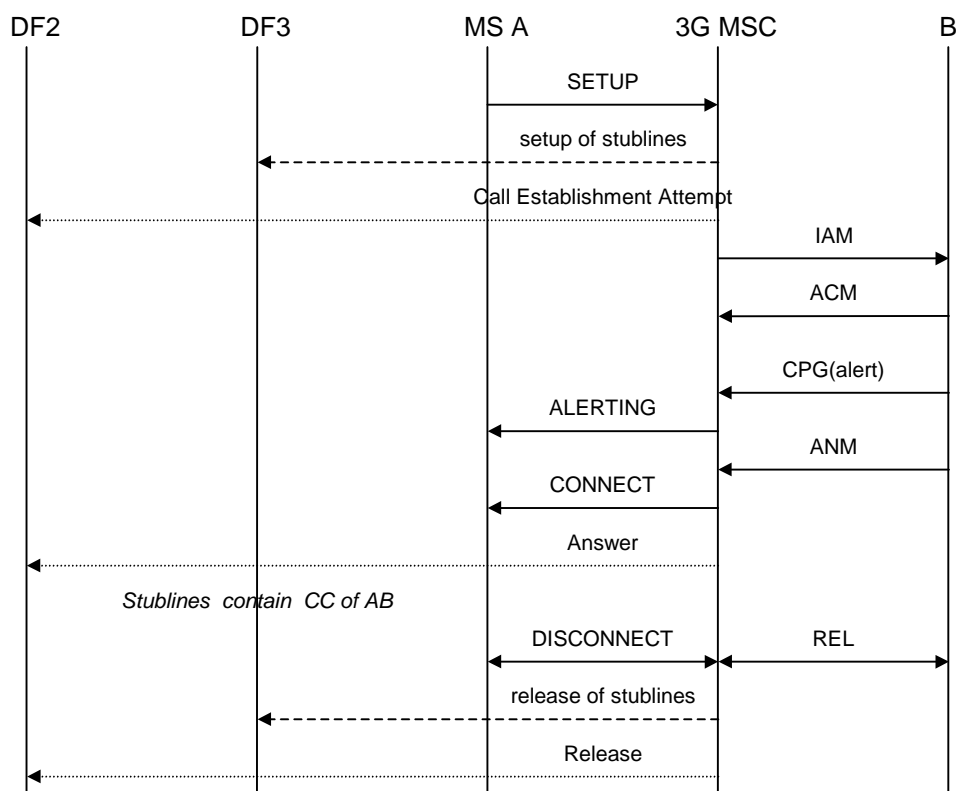 DF2 DF3 MS A 3G MSC B
SETUP
setup of stublines
Call Establishment Attempt
IAM
ACM
CPG(alert)
ALERTING
ANM
CONNECT
Answer
Stublines contain CC of AB
DISCONNECT REL
release of stublines
Release